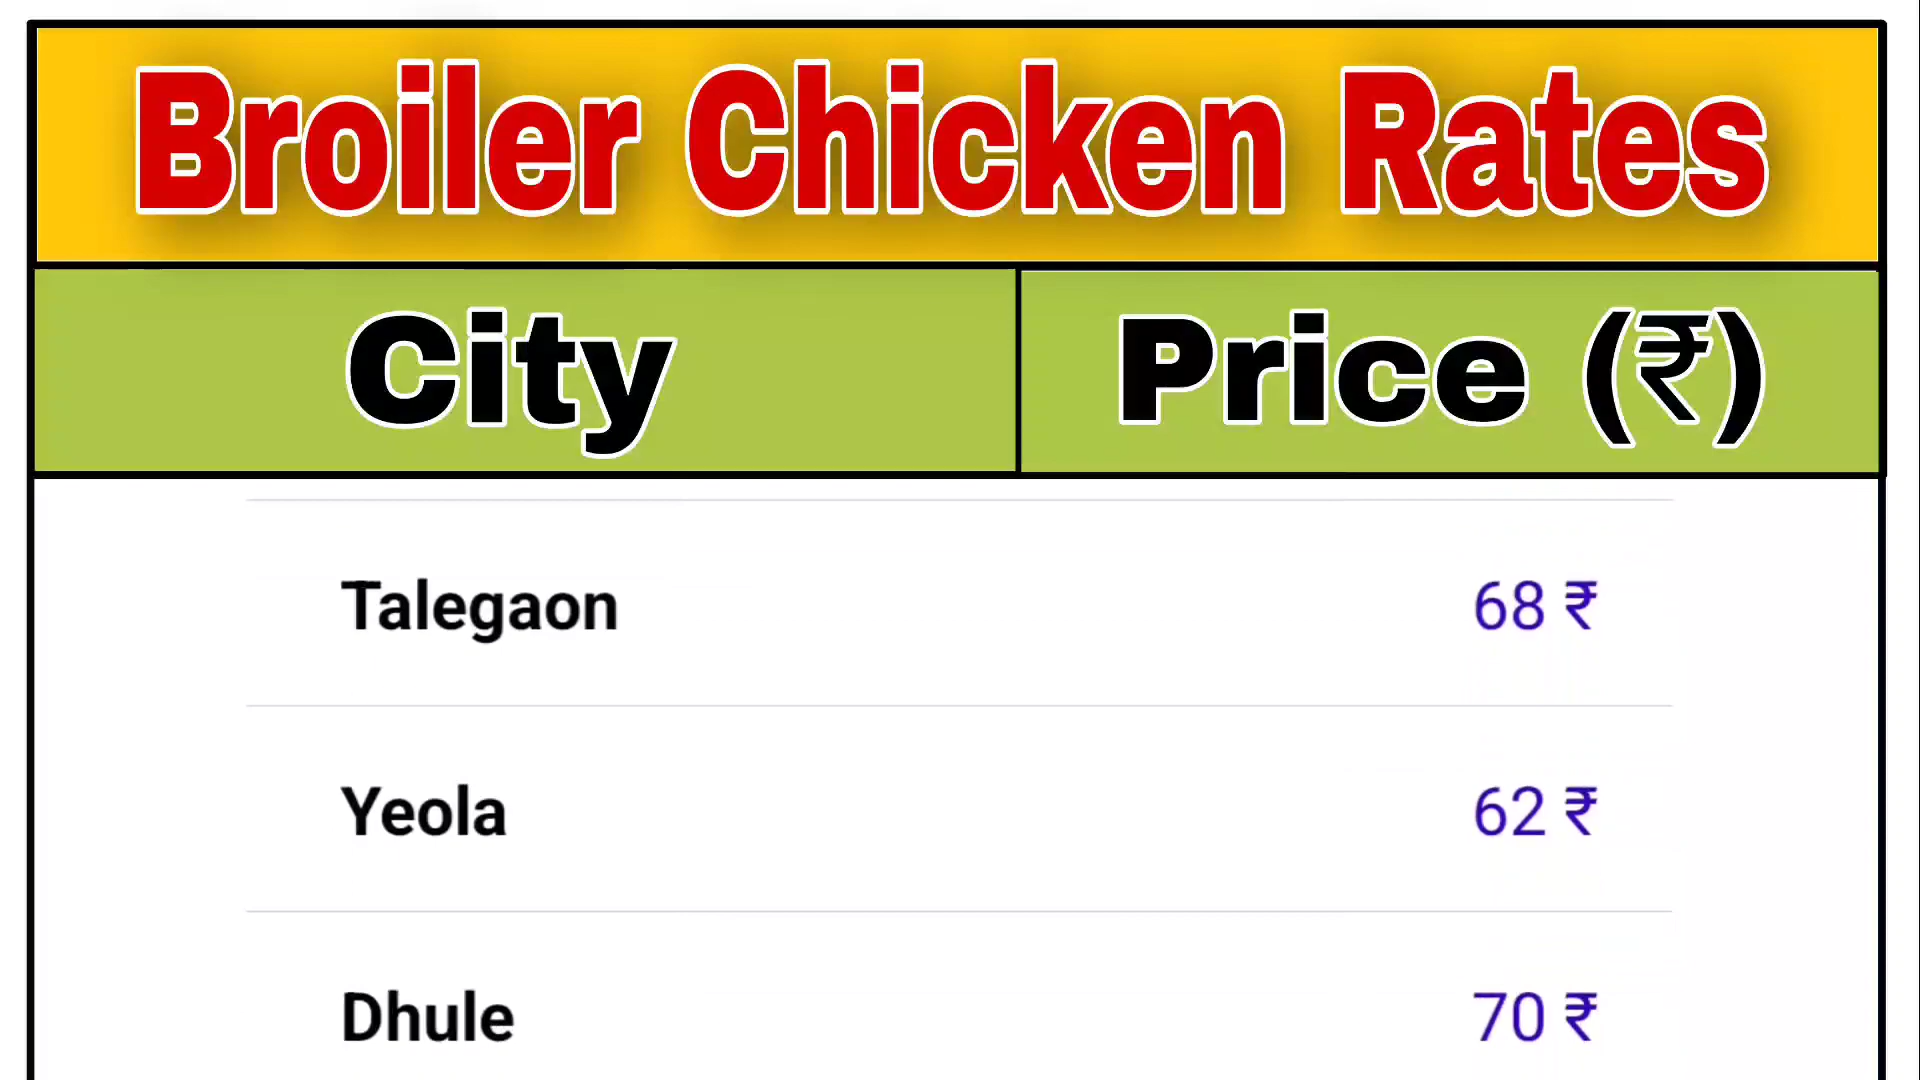 Broiler Chicken Rates
City Price (₹)
Talegaon 68 ₹
Yeola 62 ₹
Dhule 70 ₹